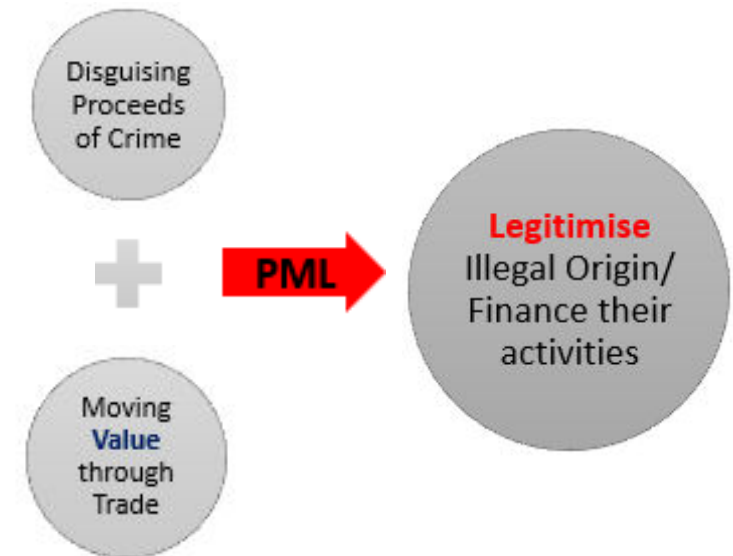 Disguising
Proceeds
of Crime
PML
Legitimise
Illegal Origin/
Finance their
activities
Moving
Value
through
Trade